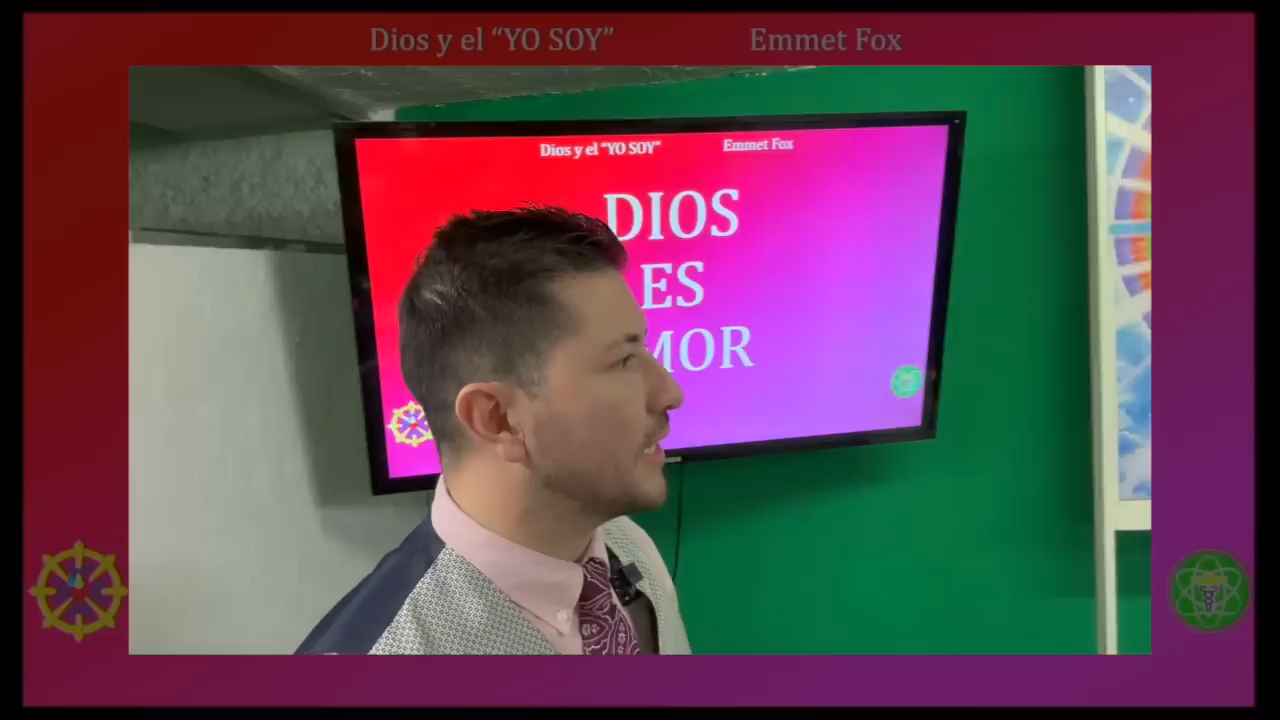 Dios y el “YO SOY” Emmet Fox
Dios y el “YO SOY” Emmet Fox
DIOS
ES
MOR